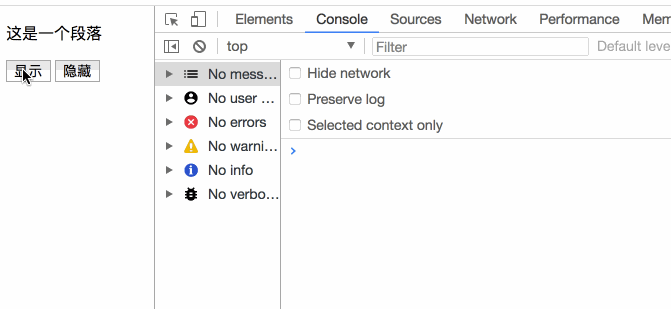 这是一个段落
显示 隐藏
Elements Console Sources Network Performance Mem
top Filter Default leve
No mess...
No user ...
No errors
No warni...
No info
No verbo...
Hide network
Preserve log
Selected context only